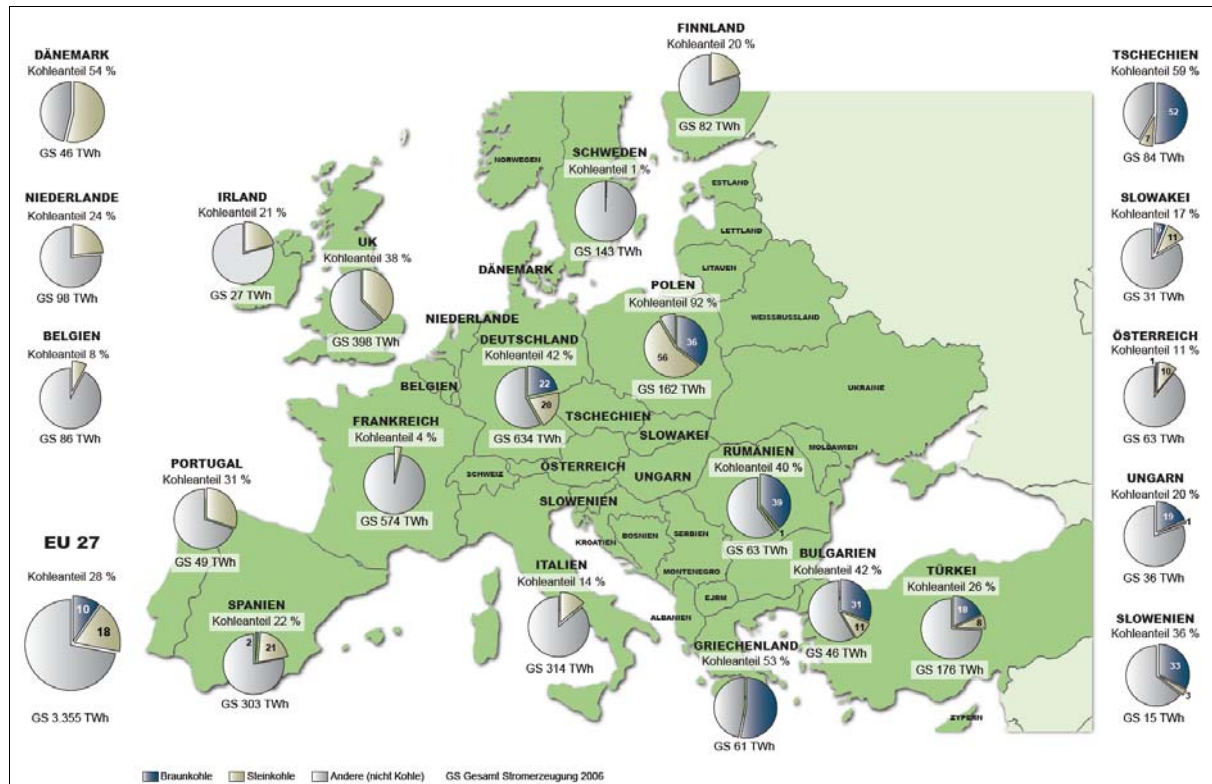 FINNLAND
Kohleanteil 20 %
GS 82 TWh
DÄNEMARK
Kohleanteil 54 %
GS 46 TWh
TSCHECHIEN
Kohleanteil 59 %
52
7
GS 84 TWh
NORWEGEN
SCHWEDEN
Kohleanteil 1 %
GS 143 TWh
ESTLAND
LETTLAND
LITAUEN
NIEDERLANDE
Kohleanteil 24 %
GS 98 TWh
IRLAND
Kohleanteil 21 %
GS 27 TWh
UK
Kohleanteil 38 %
GS 398 TWh
SLOWAKEI
Kohleanteil 17 %
6
11
GS 31 TWh
DÄNEMARK
NIEDERLANDE
POLEN
Kohleanteil 92 %
36
56
GS 162 TWh
WEISSRUSSLAND
BELGIEN
Kohleanteil 8 %
GS 86 TWh
DEUTSCHLAND
Kohleanteil 42 %
22
20
GS 634 TWh
BELGIEN
UKRAINE
ÖSTERREICH
Kohleanteil 11 %
1
10
GS 63 TWh
FRANKREICH
Kohleanteil 4 %
GS 574 TWh
TSCHECHIEN
SLOWAKEI
MOLDAWIEN
SCHWEIZ
ÖSTERREICH
UNGARN
RUMÄNIEN
Kohleanteil 40 %
39
1
GS 63 TWh
PORTUGAL
Kohleanteil 31 %
GS 49 TWh
SLOWENIEN
KROATIEN
BOSNIEN
SERBIEN
MONTENEGRO
EJRM
ALBANIEN
UNGARN
Kohleanteil 20 %
19
1
GS 36 TWh
EU 27
Kohleanteil 28 %
10
18
GS 3.355 TWh
SPANIEN
Kohleanteil 22 %
2
21
GS 303 TWh
ITALIEN
Kohleanteil 14 %
GS 314 TWh
BULGARIEN
Kohleanteil 42 %
31
11
GS 46 TWh
TÜRKEI
Kohleanteil 26 %
18
8
GS 176 TWh
GRIECHENLAND
Kohleanteil 53 %
GS 61 TWh
SLOWENIEN
Kohleanteil 36 %
33
3
GS 15 TWh
ZYPERN
Braunkohle Steinkohle Andere (nicht Kohle) GS Gesamt Stromerzeugung 2006